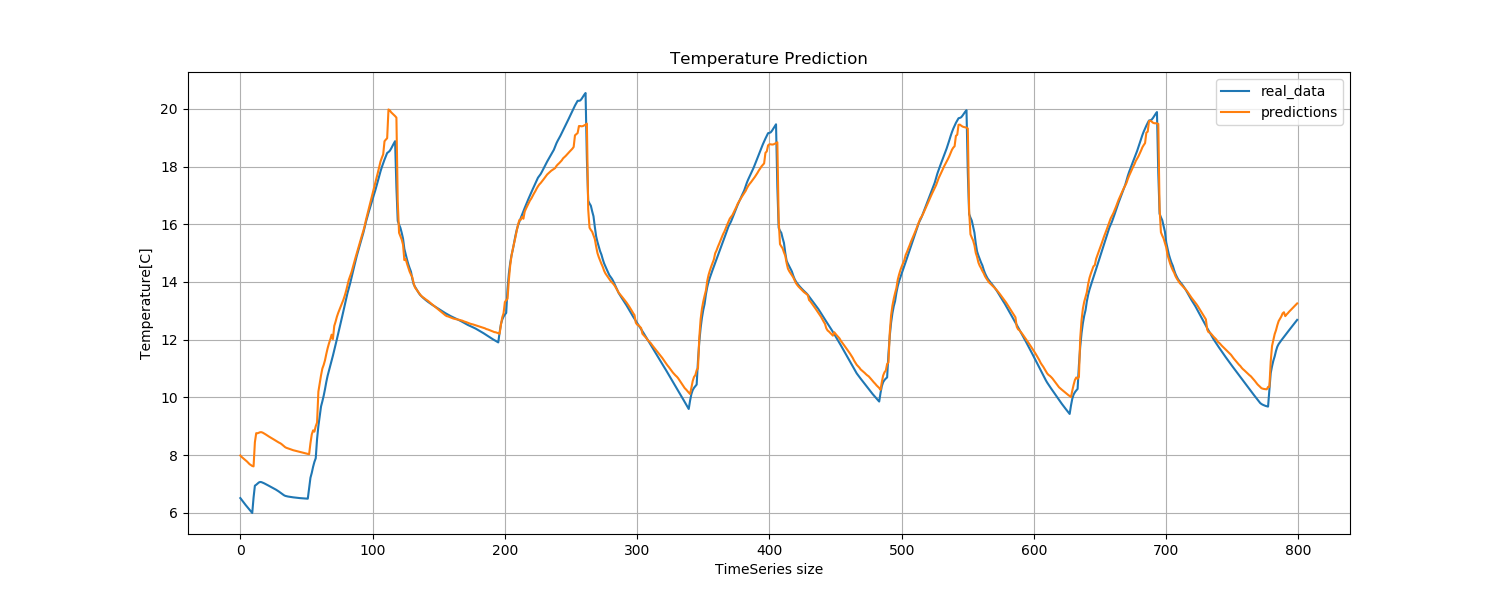 Temperature Prediction
real_data
predictions
Temperature[C]
20
18
16
14
12
10
8
6
0 100 200 300 400 500 600 700 800
TimeSeries size